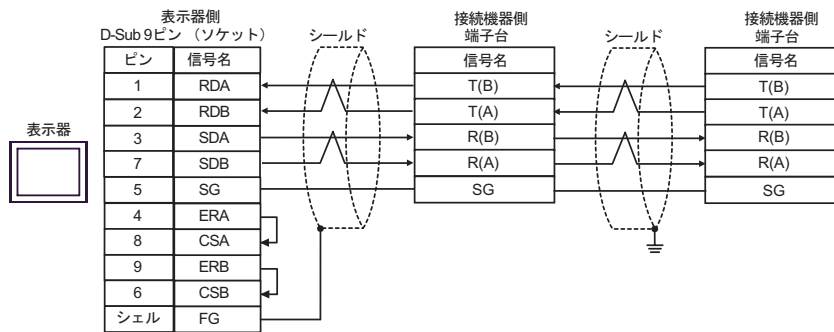 表示器側
D-Sub 9ピン (ソケット)
ピン 信号名
1 RDA
2 RDB
3 SDA
7 SDB
5 SG
4 ERA
8 CSA
9 ERB
6 CSB
シェル FG
表示器
シールド
接続機器側
端子台
信号名
T(B)
T(A)
R(B)
R(A)
SG
シールド
接続機器側
端子台
信号名
T(B)
T(A)
R(B)
R(A)
SG